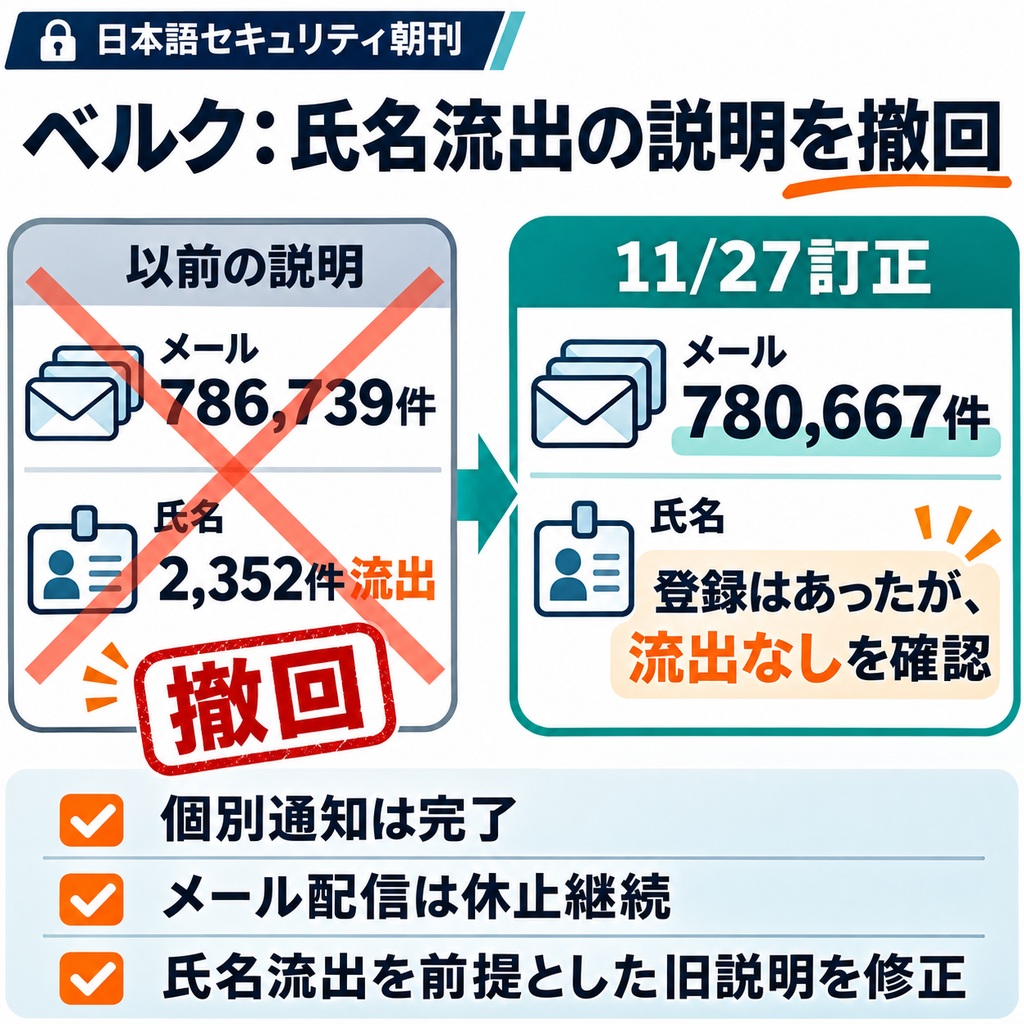 日本語セキュリティ朝刊
ベルク：氏名流出の説明を撤回
以前の説明
メール
786,739件
氏名
2,352件 流出
撤回
11/27訂正
メール
780,667件
氏名
登録はあったが、
流出なしを確認
個別通知は完了
メール配信は休止継続
氏名流出を前提とした旧説明を修正